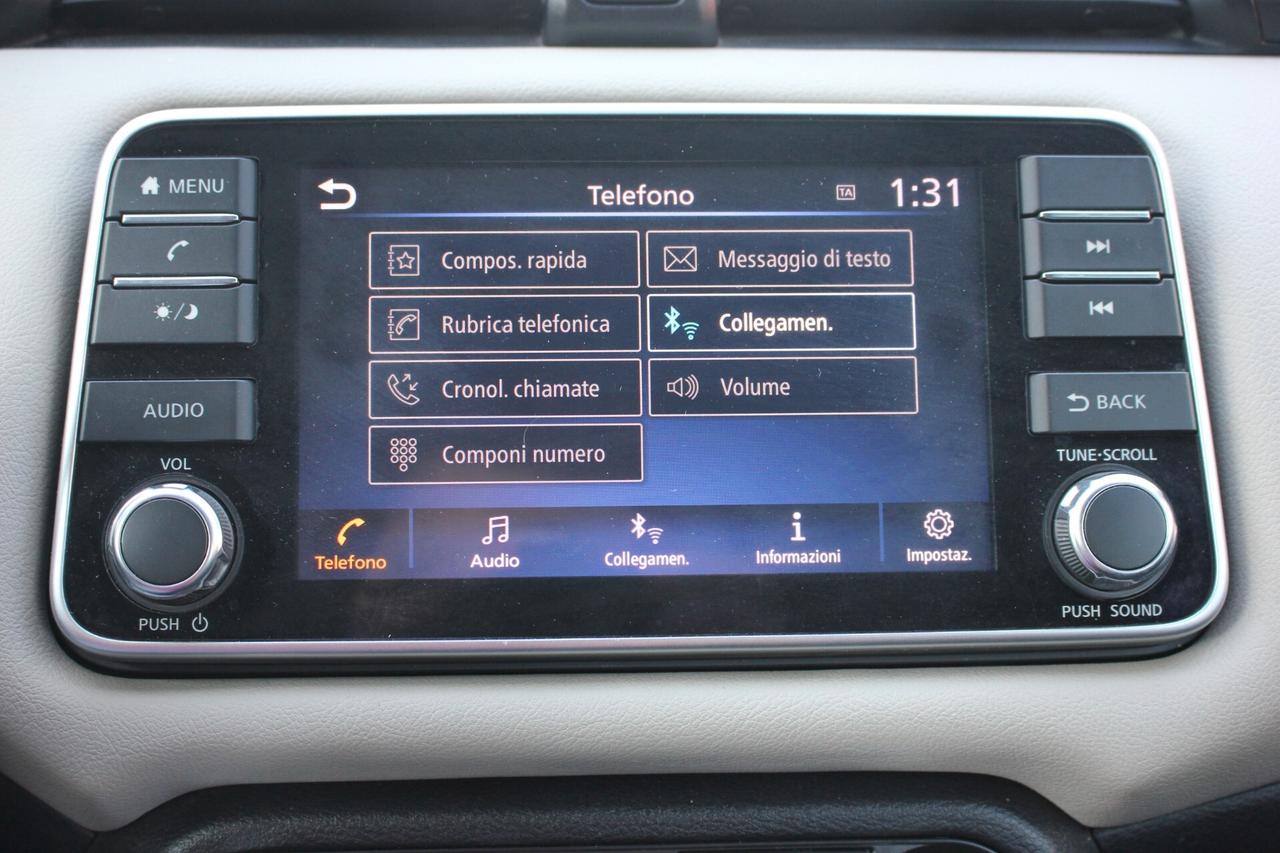 MENU
AUDIO
VOL
PUSH
Telefono
TA
1:31
Compos. rapida
Messaggio di testo
Rubrica telefonica
Collegamen.
Cronol. chiamate
Volume
Componi numero
Telefono
Audio
Collegamen.
Informazioni
Impostaz.
BACK
TUNE·SCROLL
PUSH SOUND